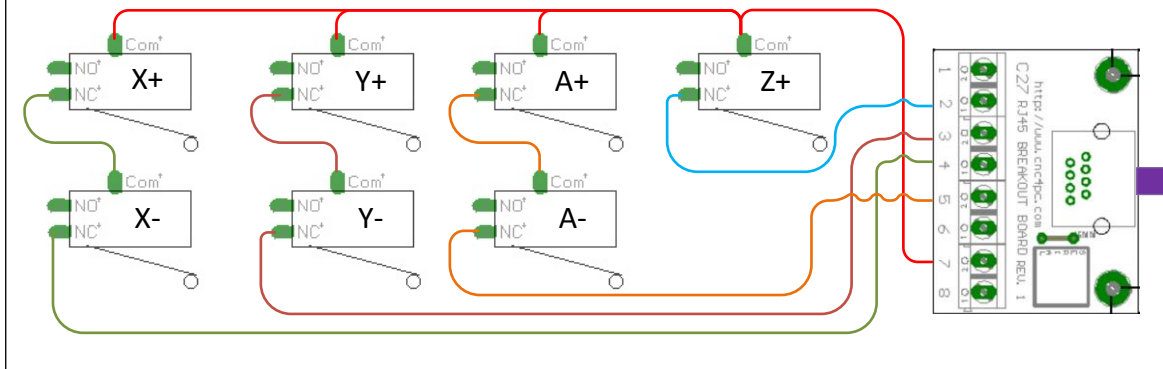 Com' Com' Com' Com'
NO' NO' NO' NO'
X+ Y+ A+ Z+
NC' NC' NC' NC'
Com' Com' Com'
NO' NO' NO'
X- Y- A-
NC' NC' NC'
1
2
3
4
5
6
7
8
C27 RJ45 BREAKOUT BOARD REV. 1
http://www.cnc4pc.com